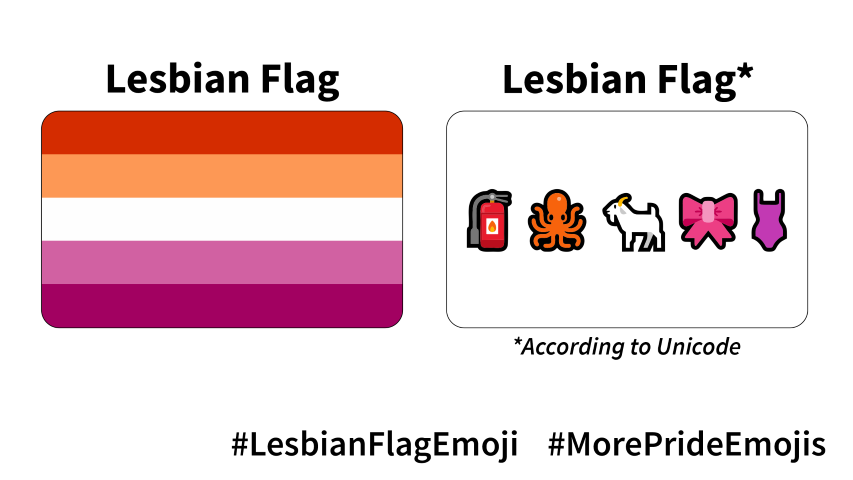 Lesbian Flag
Lesbian Flag*
*According to Unicode
#LesbianFlagEmoji #MorePrideEmojis